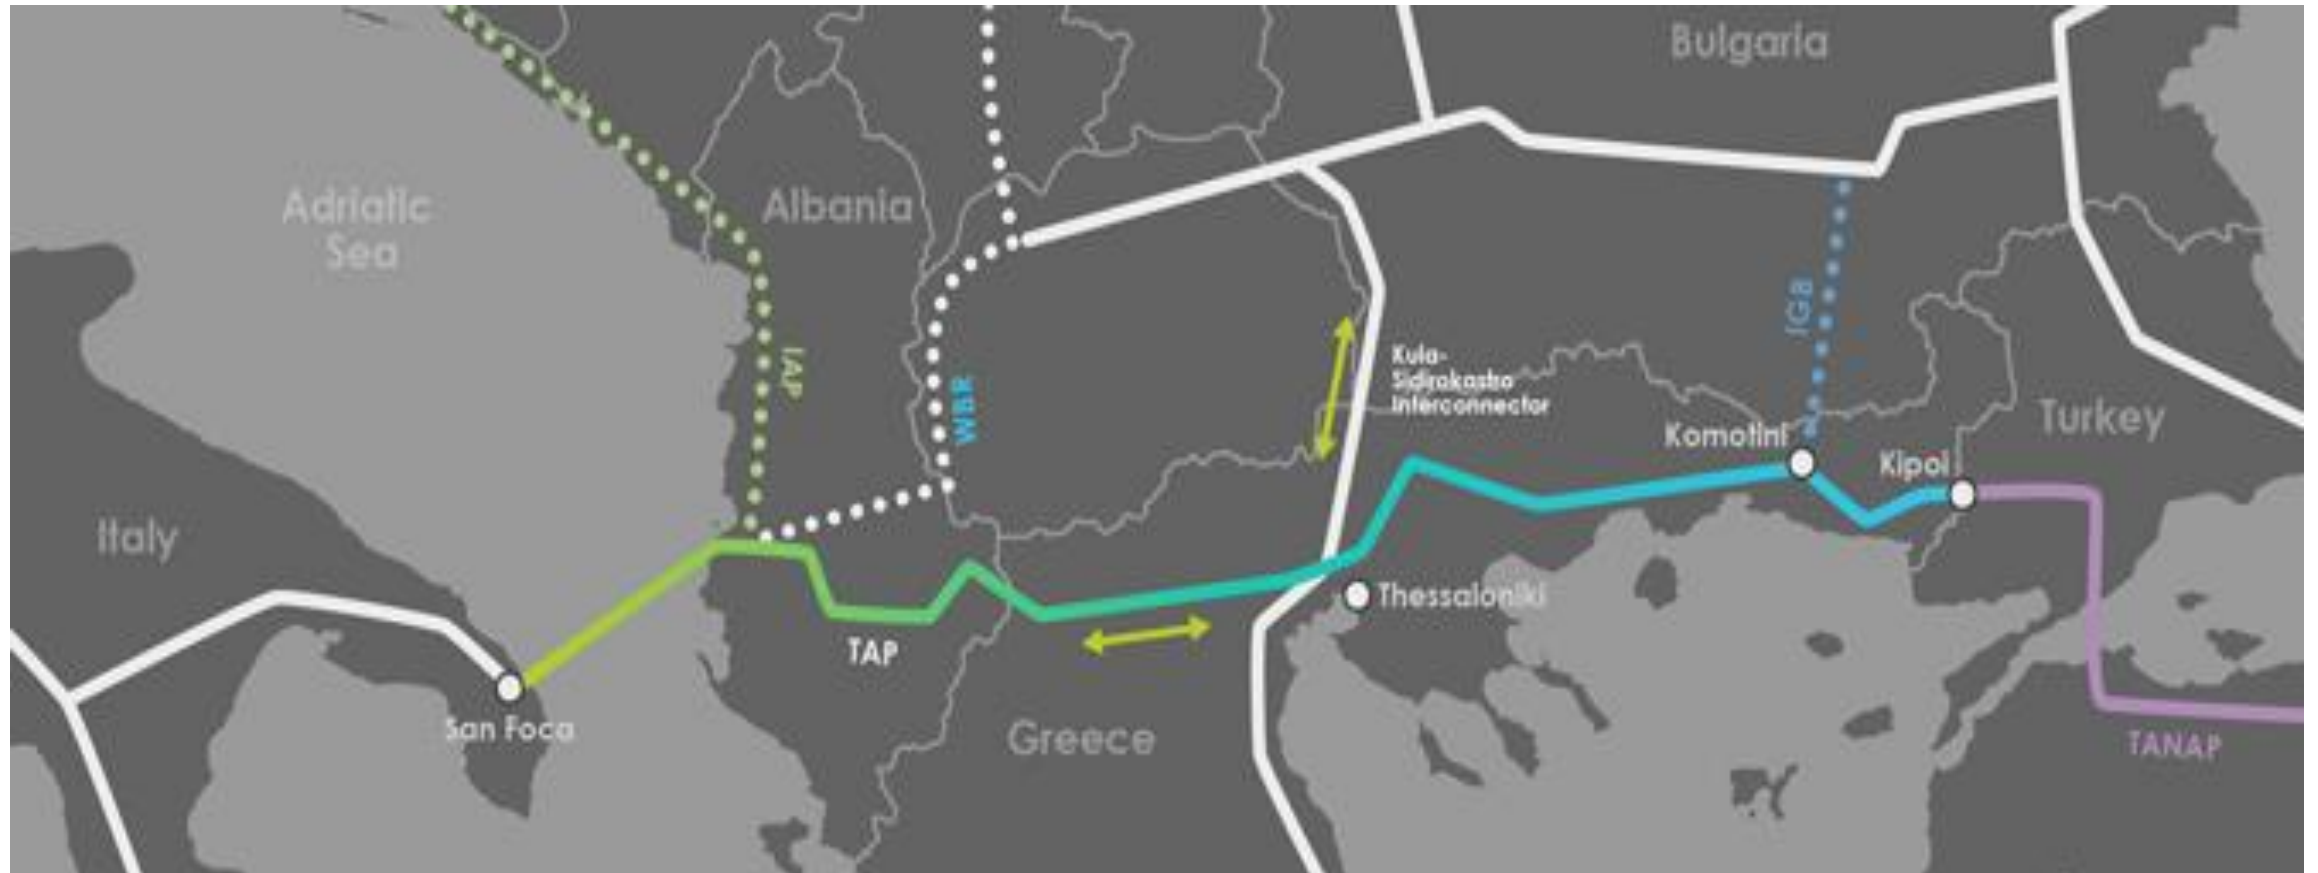 Bulgaria
Adriatic
Sea
Albania
IGB
IAP
WBR
Kula-
Sidirokastro
Interconnector
Turkey
Komotini
Kipoi
Italy
Thessaloniki
TAP
San Foca
Greece
TANAP